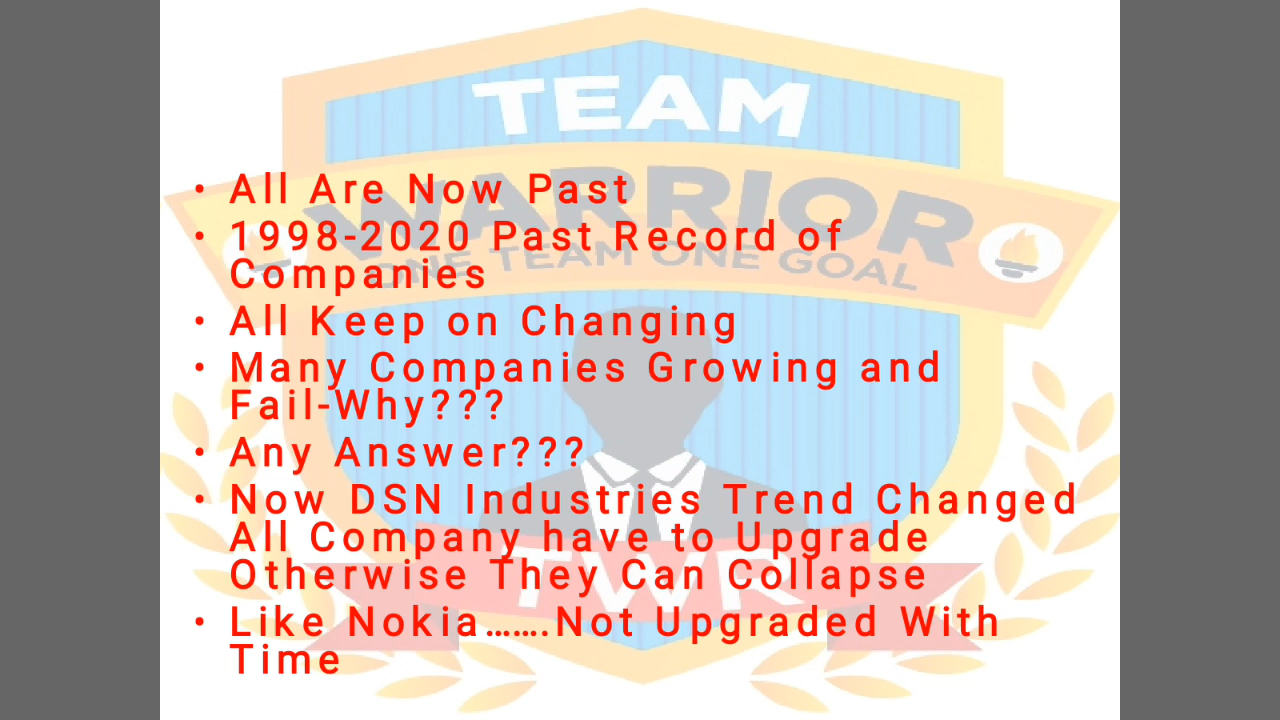 TEAM
WARRIOR
ONE TEAM ONE GOAL
• All Are Now Past
• 1998-2020 Past Record of
Companies
• All Keep on Changing
• Many Companies Growing and
Fail-Why???
• Any Answer???
• Now DSN Industries Trend Changed
All Company have to Upgrade
Otherwise They Can Collapse
• Like Nokia…….Not Upgraded With
Time
TWR